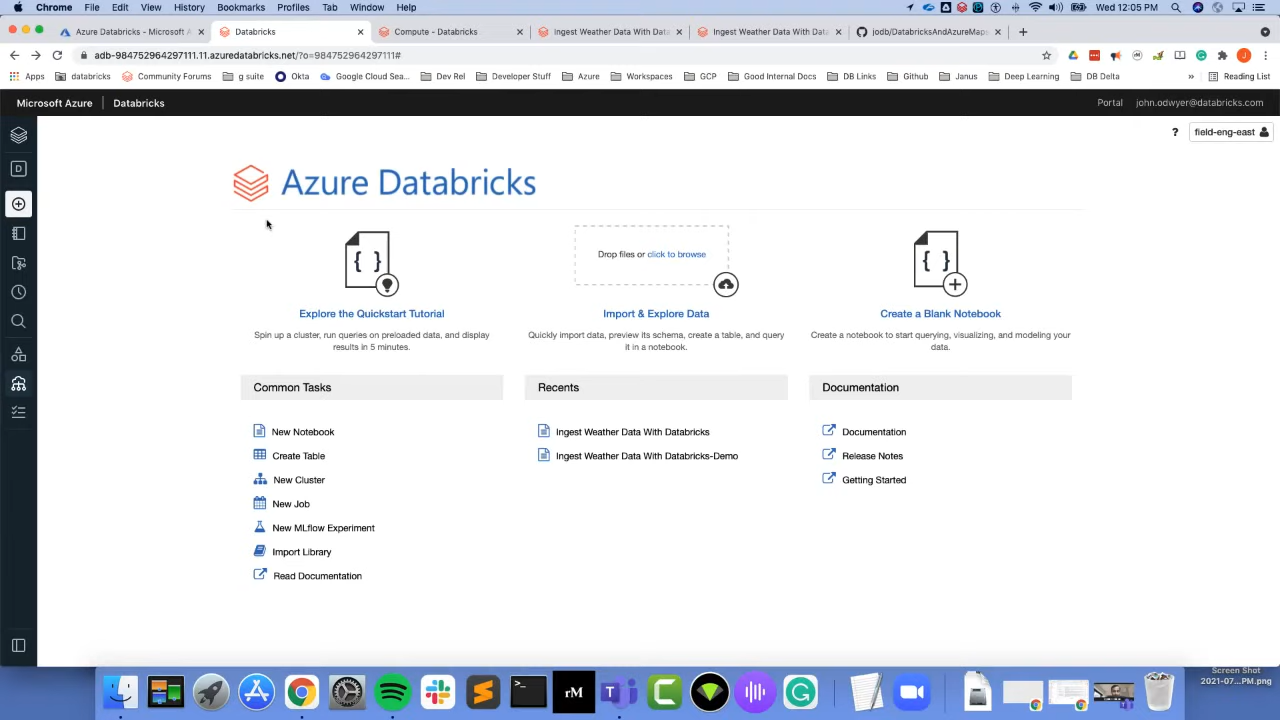 Chrome File Edit View History Bookmarks Profiles Tab Window Help Wed 12:05 PM
Azure Databricks - Microsoft A Databricks Compute - Databricks Ingest Weather Data With Data Ingest Weather Data With Data jodb/DatabricksAndAzureMaps
adb-984752964297111.11.azuredatabricks.net/?o=984752964297111#
Apps databricks Community Forums g suite Okta Google Cloud Sea... Dev Rel Developer Stuff Azure Workspaces GCP Good Internal Docs DB Links Github Janus Deep Learning DB Delta » Reading List
Microsoft Azure Databricks Portal john.odwyer@databricks.com
? field-eng-east
Azure Databricks
Drop files or click to browse
Explore the Quickstart Tutorial
Spin up a cluster, run queries on preloaded data, and display
results in 5 minutes.
Import & Explore Data
Quickly import data, preview its schema, create a table, and query
it in a notebook.
Create a Blank Notebook
Create a notebook to start querying, visualizing, and modeling your
data.
Common Tasks
New Notebook
Create Table
New Cluster
New Job
New MLflow Experiment
Import Library
Read Documentation
Recents
Ingest Weather Data With Databricks
Ingest Weather Data With Databricks-Demo
Documentation
Documentation
Release Notes
Getting Started
rM
Screen Shot
2021-07...PM.png